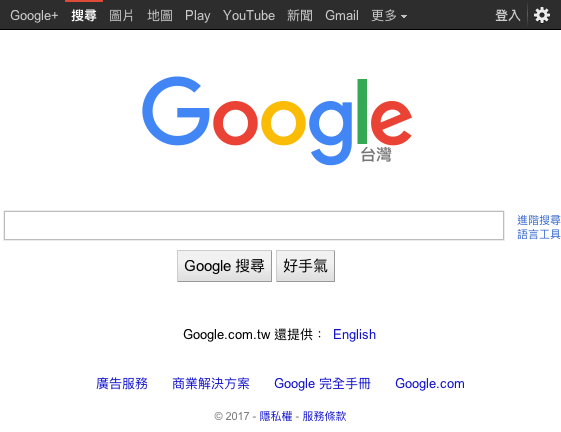 Google+ 搜尋 圖片 地圖 Play YouTube 新聞 Gmail 更多 登入
Google
台灣
進階搜尋
語言工具
Google 搜尋 好手氣
Google.com.tw 還提供： English
廣告服務 商業解決方案 Google 完全手冊 Google.com
© 2017 - 隱私權 - 服務條款